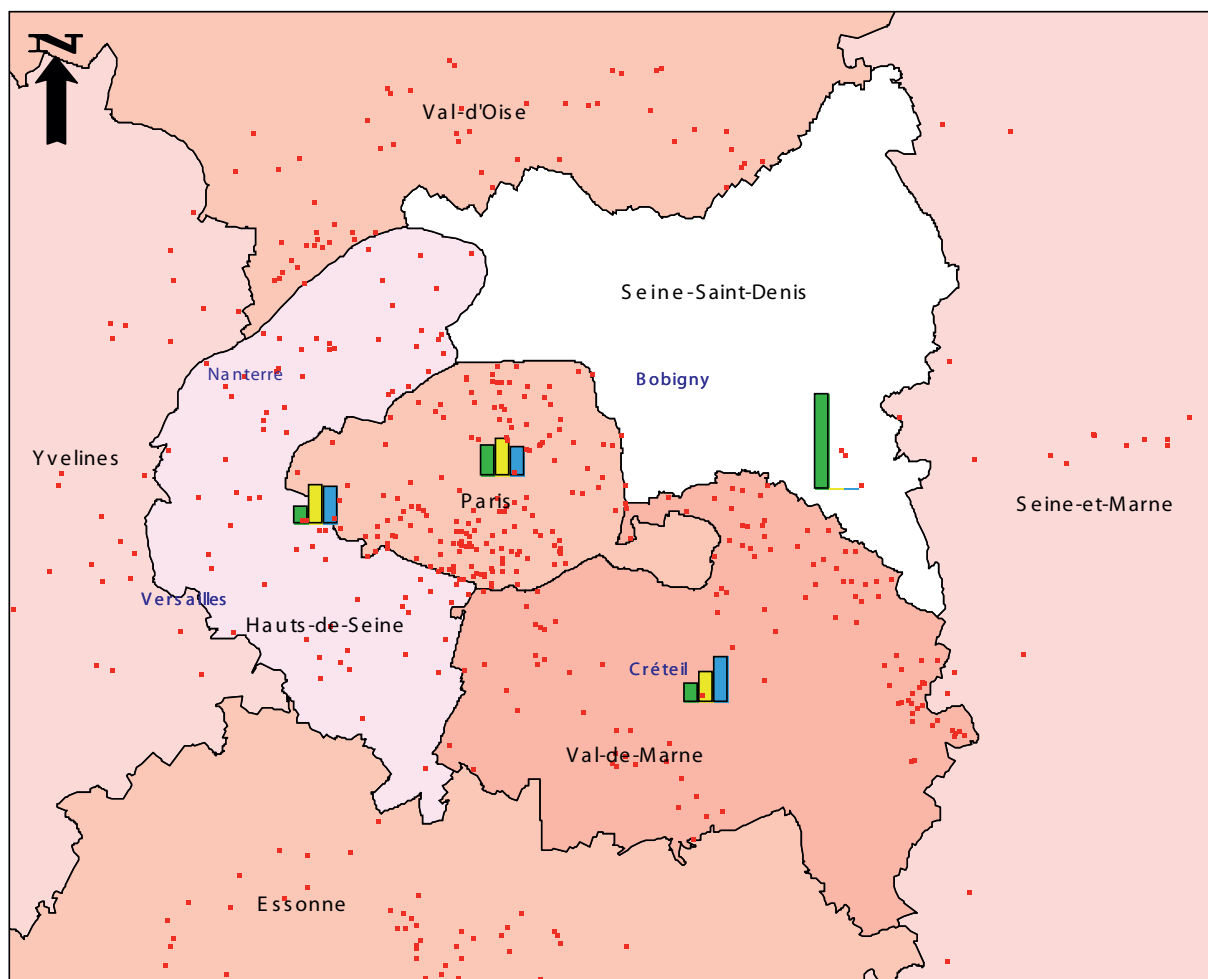 N
Val-d'Oise
Seine-Saint-Denis
Nanterre
Bobigny
Yvelines
Paris
Seine-et-Marne
Versailles
Hauts-de-Seine
Créteil
Val-de-Marne
Essonne